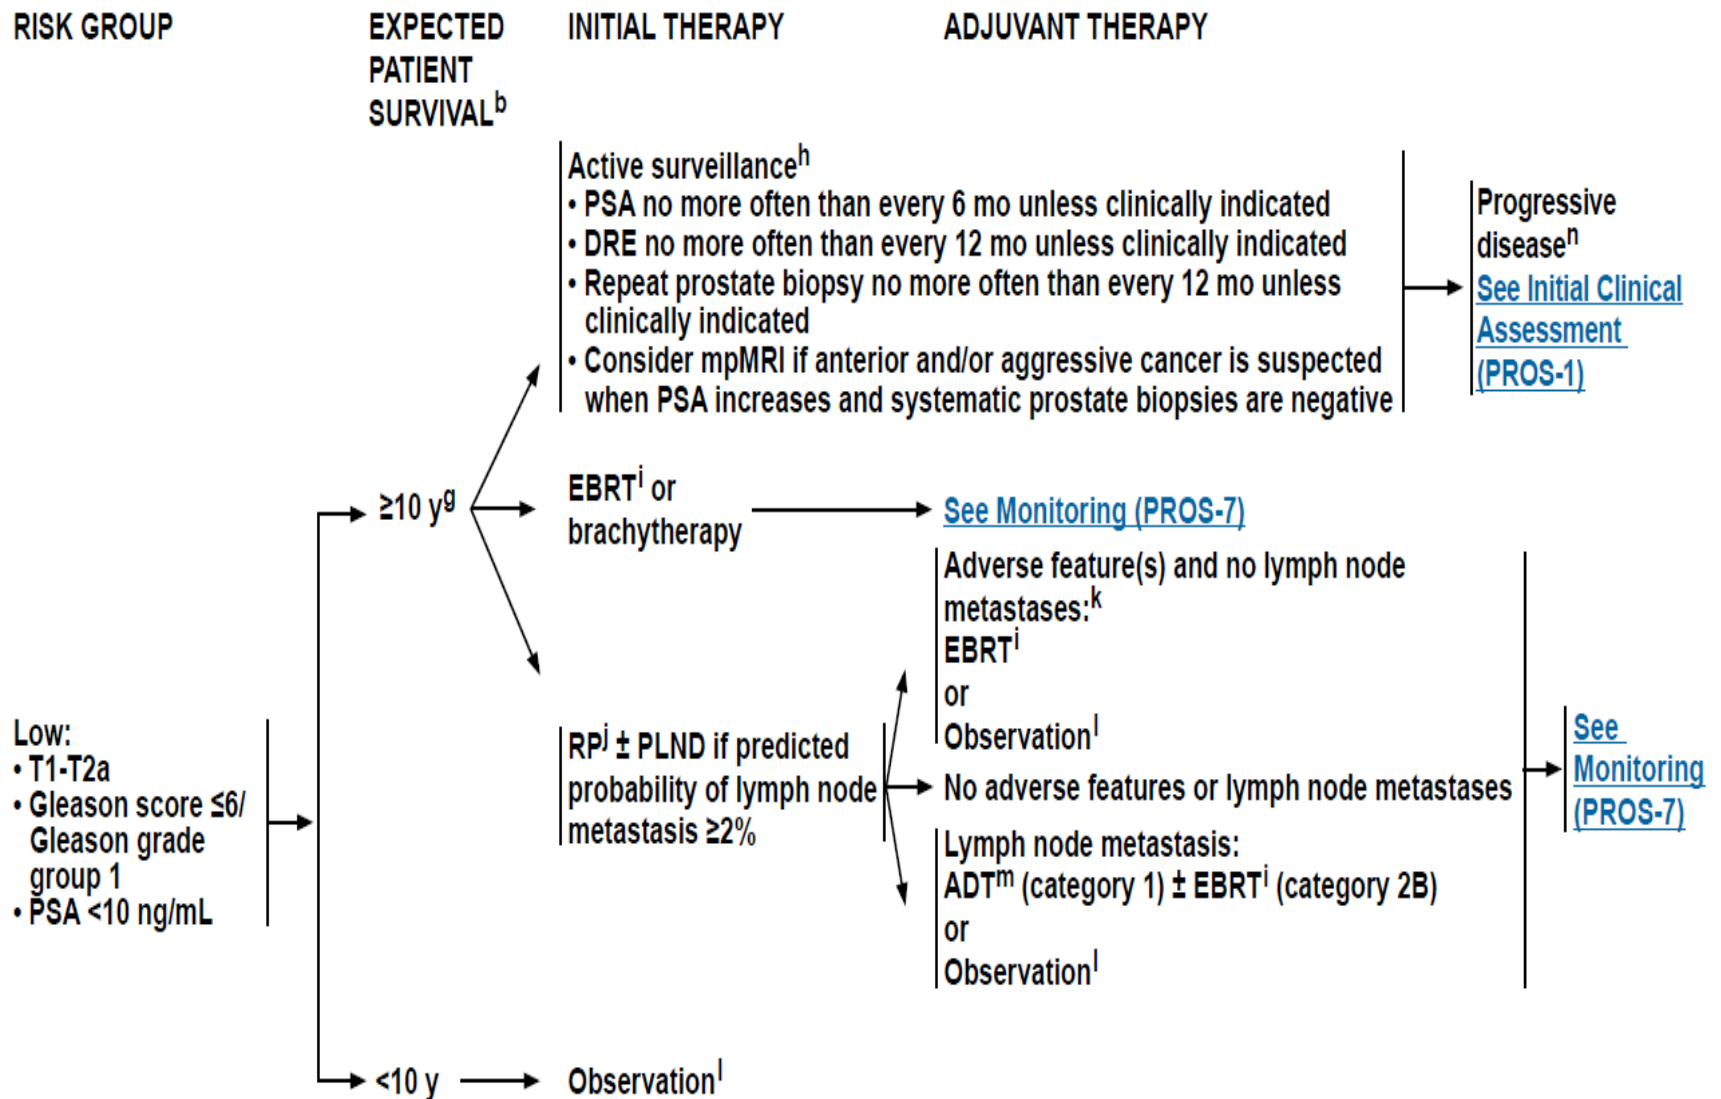 RISK GROUP
EXPECTED
PATIENT
SURVIVALb
INITIAL THERAPY
ADJUVANT THERAPY
Active surveillanceh
• PSA no more often than every 6 mo unless clinically indicated
• DRE no more often than every 12 mo unless clinically indicated
• Repeat prostate biopsy no more often than every 12 mo unless
clinically indicated
• Consider mpMRI if anterior and/or aggressive cancer is suspected
when PSA increases and systematic prostate biopsies are negative
Progressive
diseasen
See Initial Clinical
Assessment
(PROS-1)
≥10 yg
EBRTi or
brachytherapy
See Monitoring (PROS-7)
Adverse feature(s) and no lymph node
metastases:k
EBRTi
or
Observationl
Low:
• T1-T2a
• Gleason score ≤6/
Gleason grade
group 1
• PSA <10 ng/mL
RPj ± PLND if predicted
probability of lymph node
metastasis ≥2%
No adverse features or lymph node metastases
See
Monitoring
(PROS-7)
Lymph node metastasis:
ADTm (category 1) ± EBRTi (category 2B)
or
Observationl
<10 y
Observationl